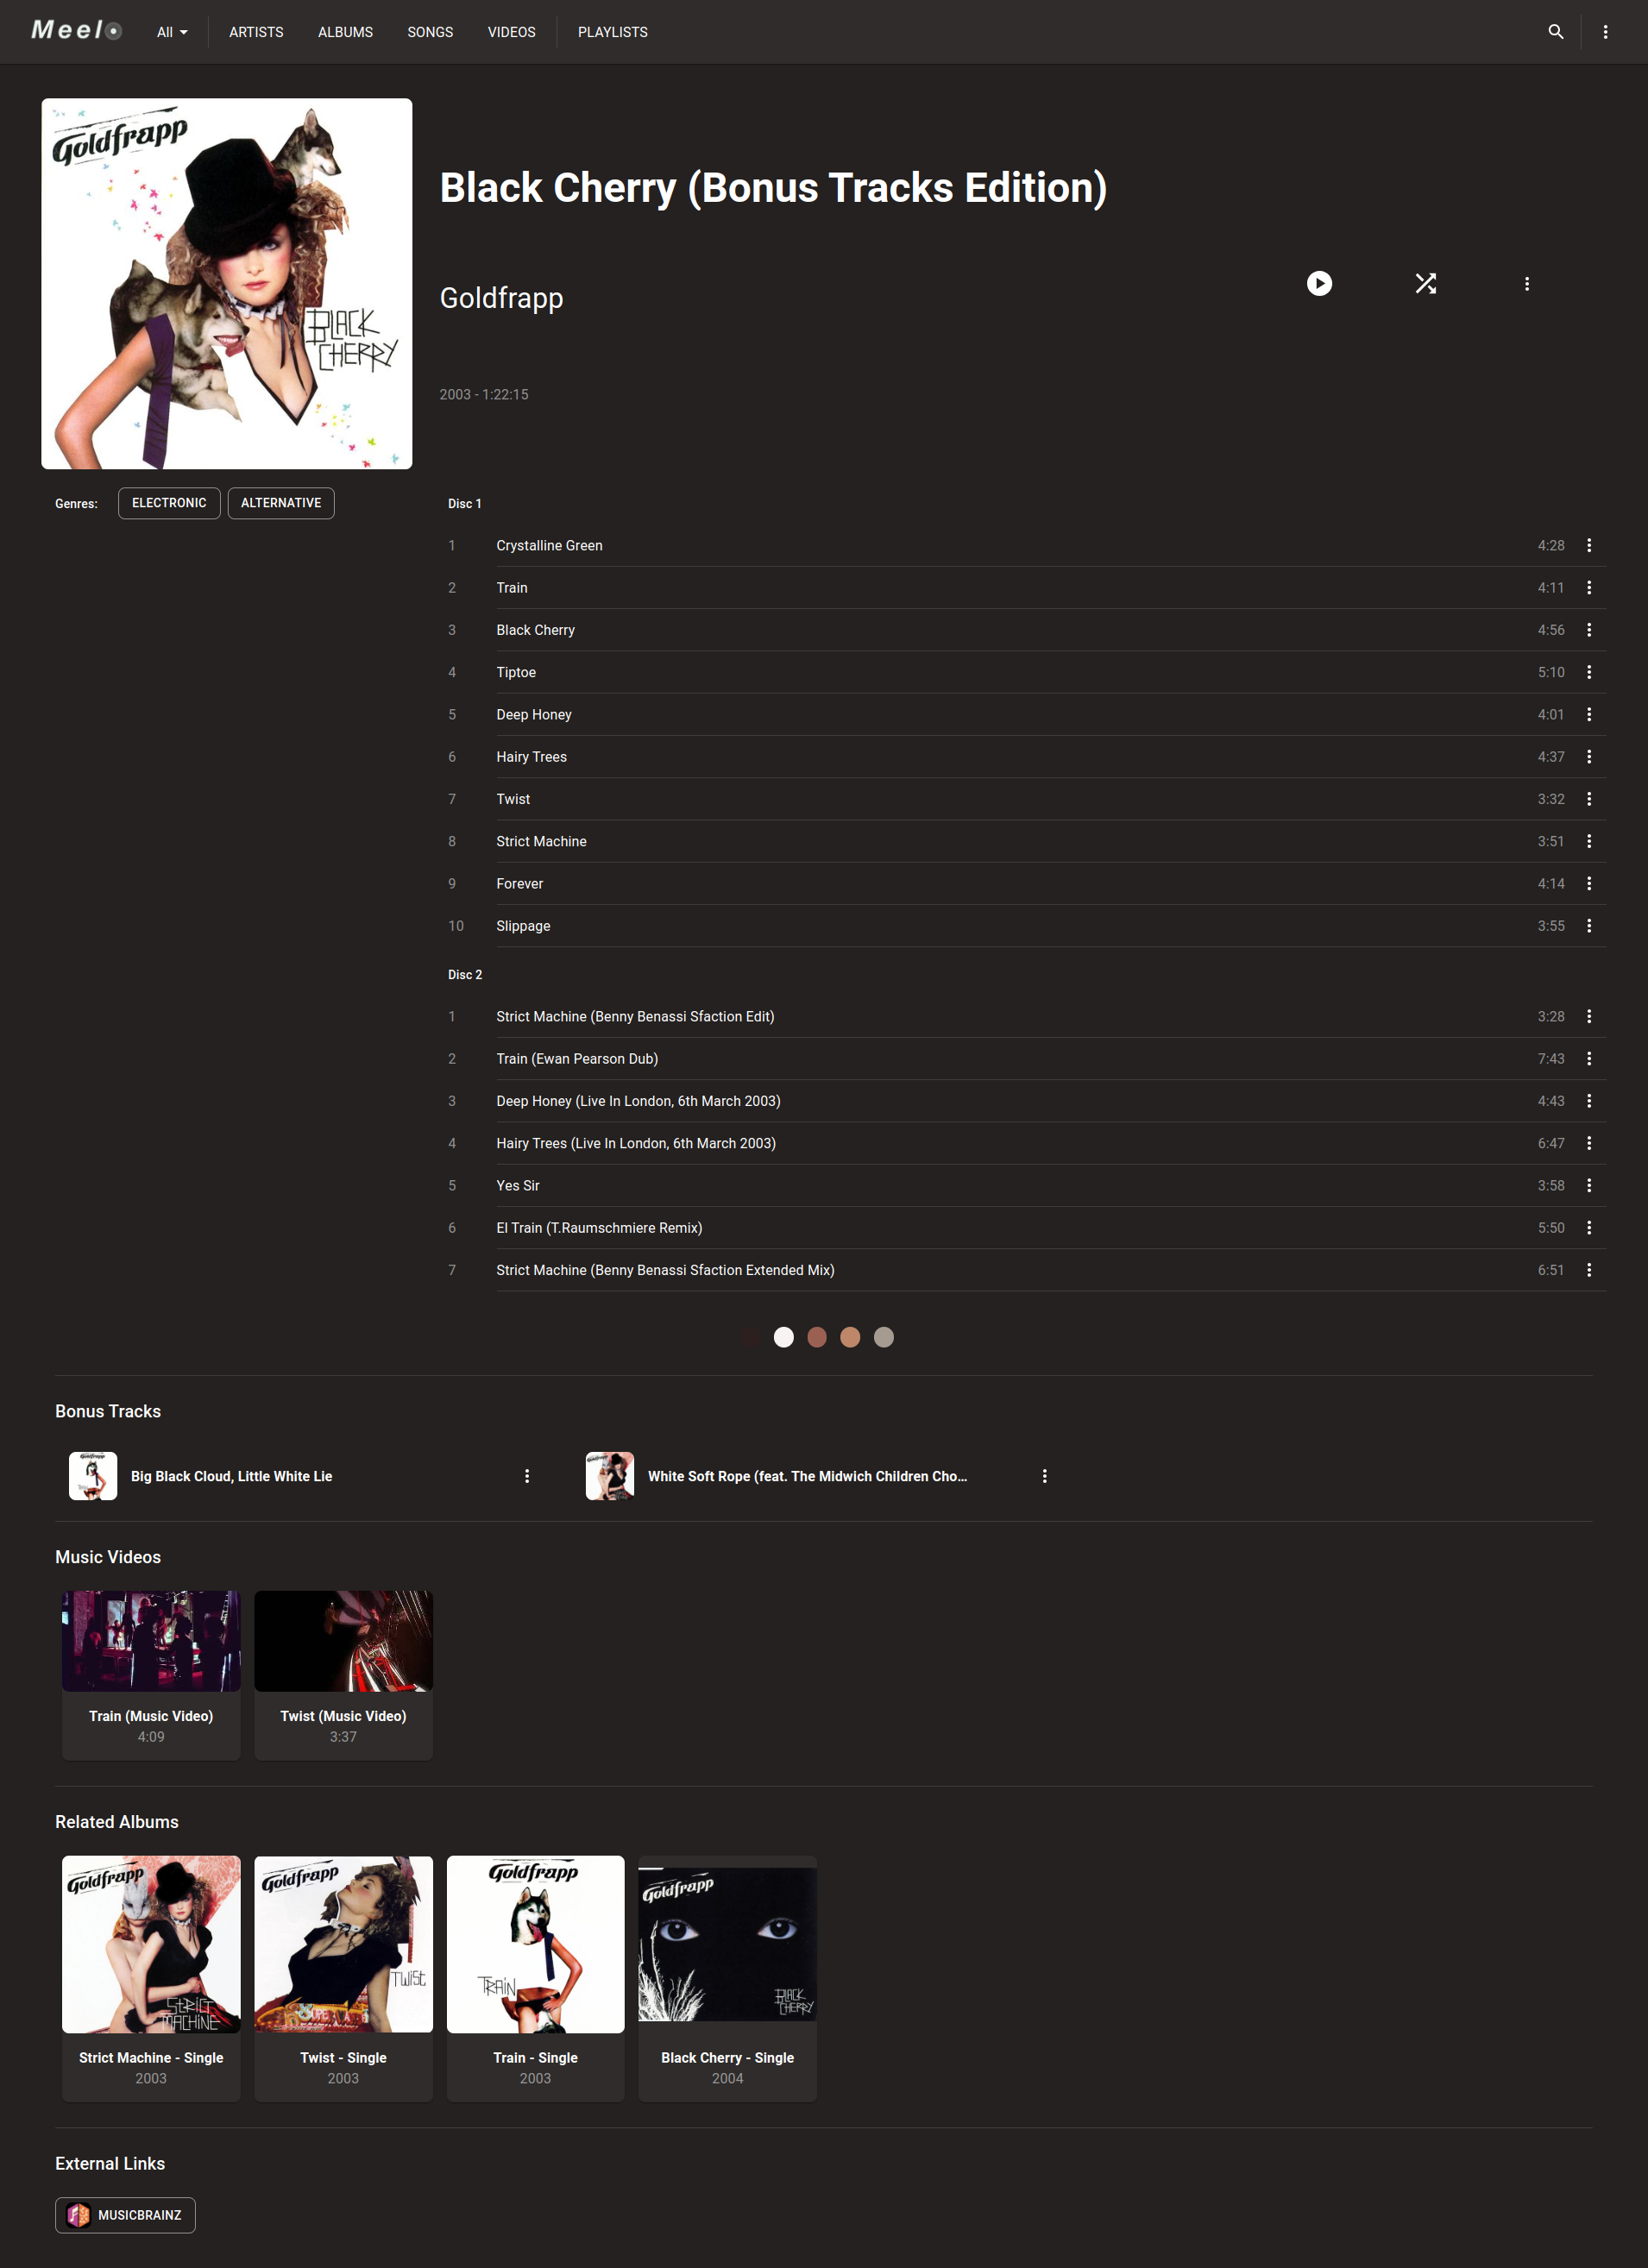 Meelo
All
ARTISTS
ALBUMS
SONGS
VIDEOS
PLAYLISTS
Goldfrapp
BLACK
CHERRY
Black Cherry (Bonus Tracks Edition)
Goldfrapp
2003 - 1:22:15
Genres:
ELECTRONIC
ALTERNATIVE
Disc 1
1 Crystalline Green 4:28
2 Train 4:11
3 Black Cherry 4:56
4 Tiptoe 5:10
5 Deep Honey 4:01
6 Hairy Trees 4:37
7 Twist 3:32
8 Strict Machine 3:51
9 Forever 4:14
10 Slippage 3:55
Disc 2
1 Strict Machine (Benny Benassi Sfaction Edit) 3:28
2 Train (Ewan Pearson Dub) 7:43
3 Deep Honey (Live In London, 6th March 2003) 4:43
4 Hairy Trees (Live In London, 6th March 2003) 6:47
5 Yes Sir 3:58
6 El Train (T.Raumschmiere Remix) 5:50
7 Strict Machine (Benny Benassi Sfaction Extended Mix) 6:51
Bonus Tracks
Big Black Cloud, Little White Lie
White Soft Rope (feat. The Midwich Children Cho...
Music Videos
Train (Music Video)
4:09
Twist (Music Video)
3:37
Related Albums
Goldfrapp
STRICT
MACHINE
Strict Machine - Single
2003
Goldfrapp
TWIST
Twist - Single
2003
Goldfrapp
TRAIN
Train - Single
2003
Goldfrapp
BLACK
CHERRY
Black Cherry - Single
2004
External Links
MUSICBRAINZ